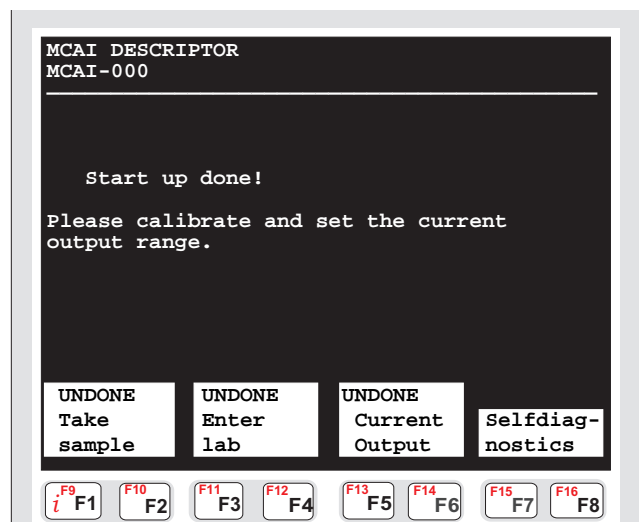 MCAI DESCRIPTOR
MCAI-000
Start up done!
Please calibrate and set the current
output range.
UNDONE UNDONE UNDONE
Take Enter Current Selfdiag-
sample lab Output nostics
F9 F10 F11 F12 F13 F14 F15 F16
i F1 F2 F3 F4 F5 F6 F7 F8